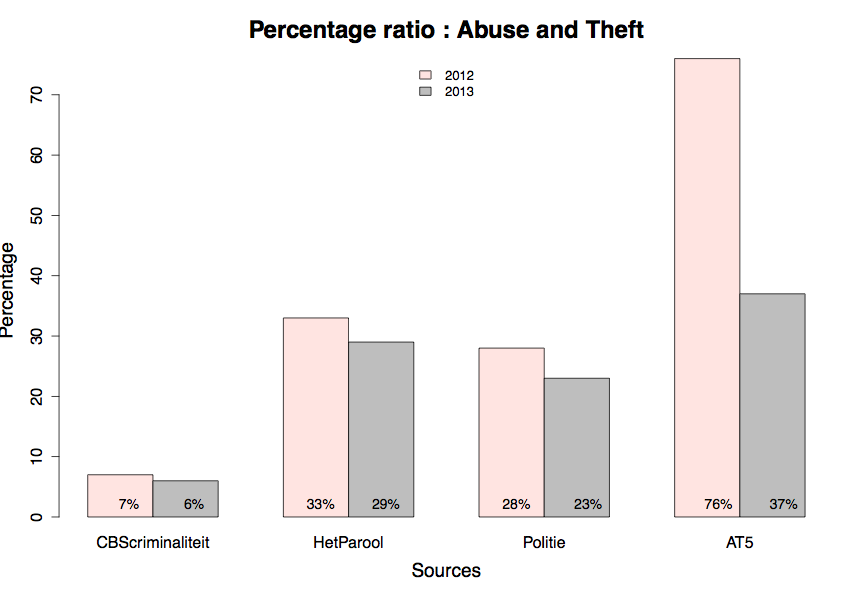 Percentage ratio : Abuse and Theft
2012
2013
Percentage
70
60
50
40
30
20
10
0
7% 6% 33% 29% 28% 23% 76% 37%
CBScriminaliteit HetParool Politie AT5
Sources